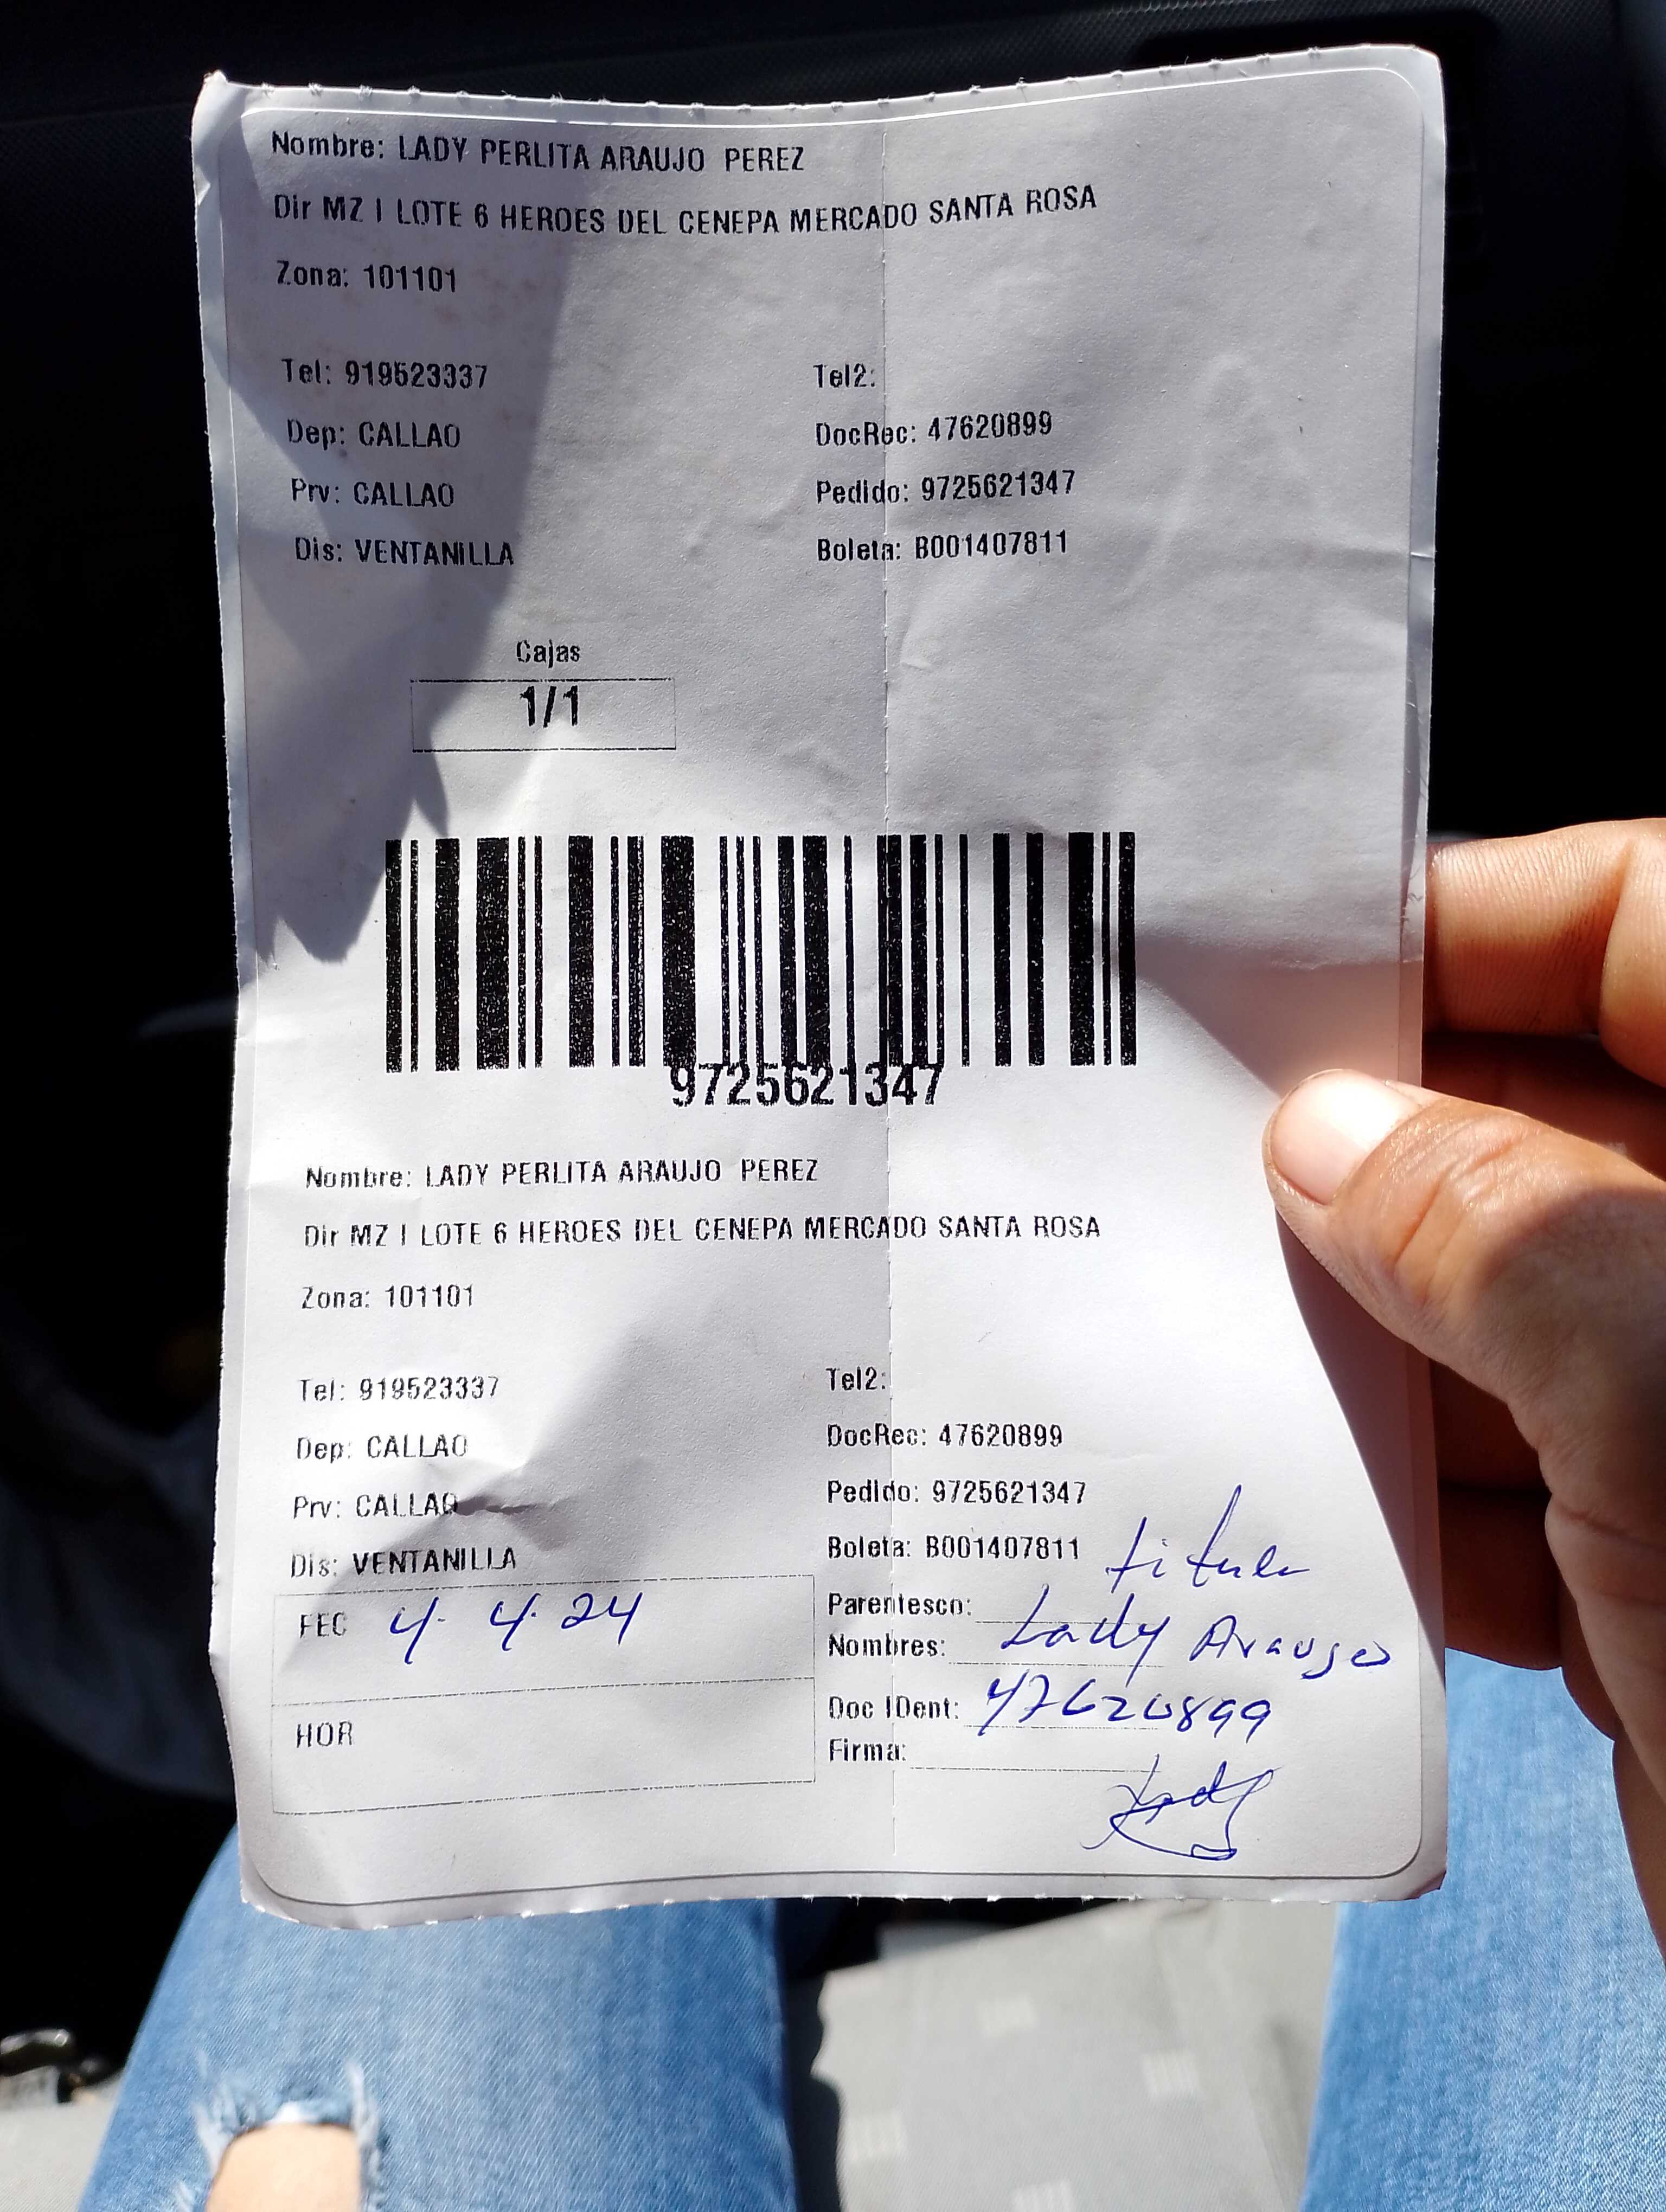 Nombre: LADY PERLITA ARAUJO PEREZ
Dir MZ I LOTE 6 HEROES DEL CENEPA MERCADO SANTA ROSA
Zona: 101101
Tel: 919523337 Tel2:
Dep: CALLAO DocRec: 47620899
Prv: CALLAO Pedido: 9725621347
Dis: VENTANILLA Boleta: B001407811
Cajas
1/1
9725621347
Nombre: LADY PERLITA ARAUJO PEREZ
Dir MZ I LOTE 6 HEROES DEL CENEPA MERCADO SANTA ROSA
Zona: 101101
Tel: 919523337 Tel2:
Dep: CALLAO DocRec: 47620899
Prv: CALLAO Pedido: 9725621347
Dis: VENTANILLA Boleta: B001407811
FEC 4. 4. 24
HOR
Parentesco: titular
Nombres: Lady Araujo
Doc IDent: 47620899
Firma: Lady